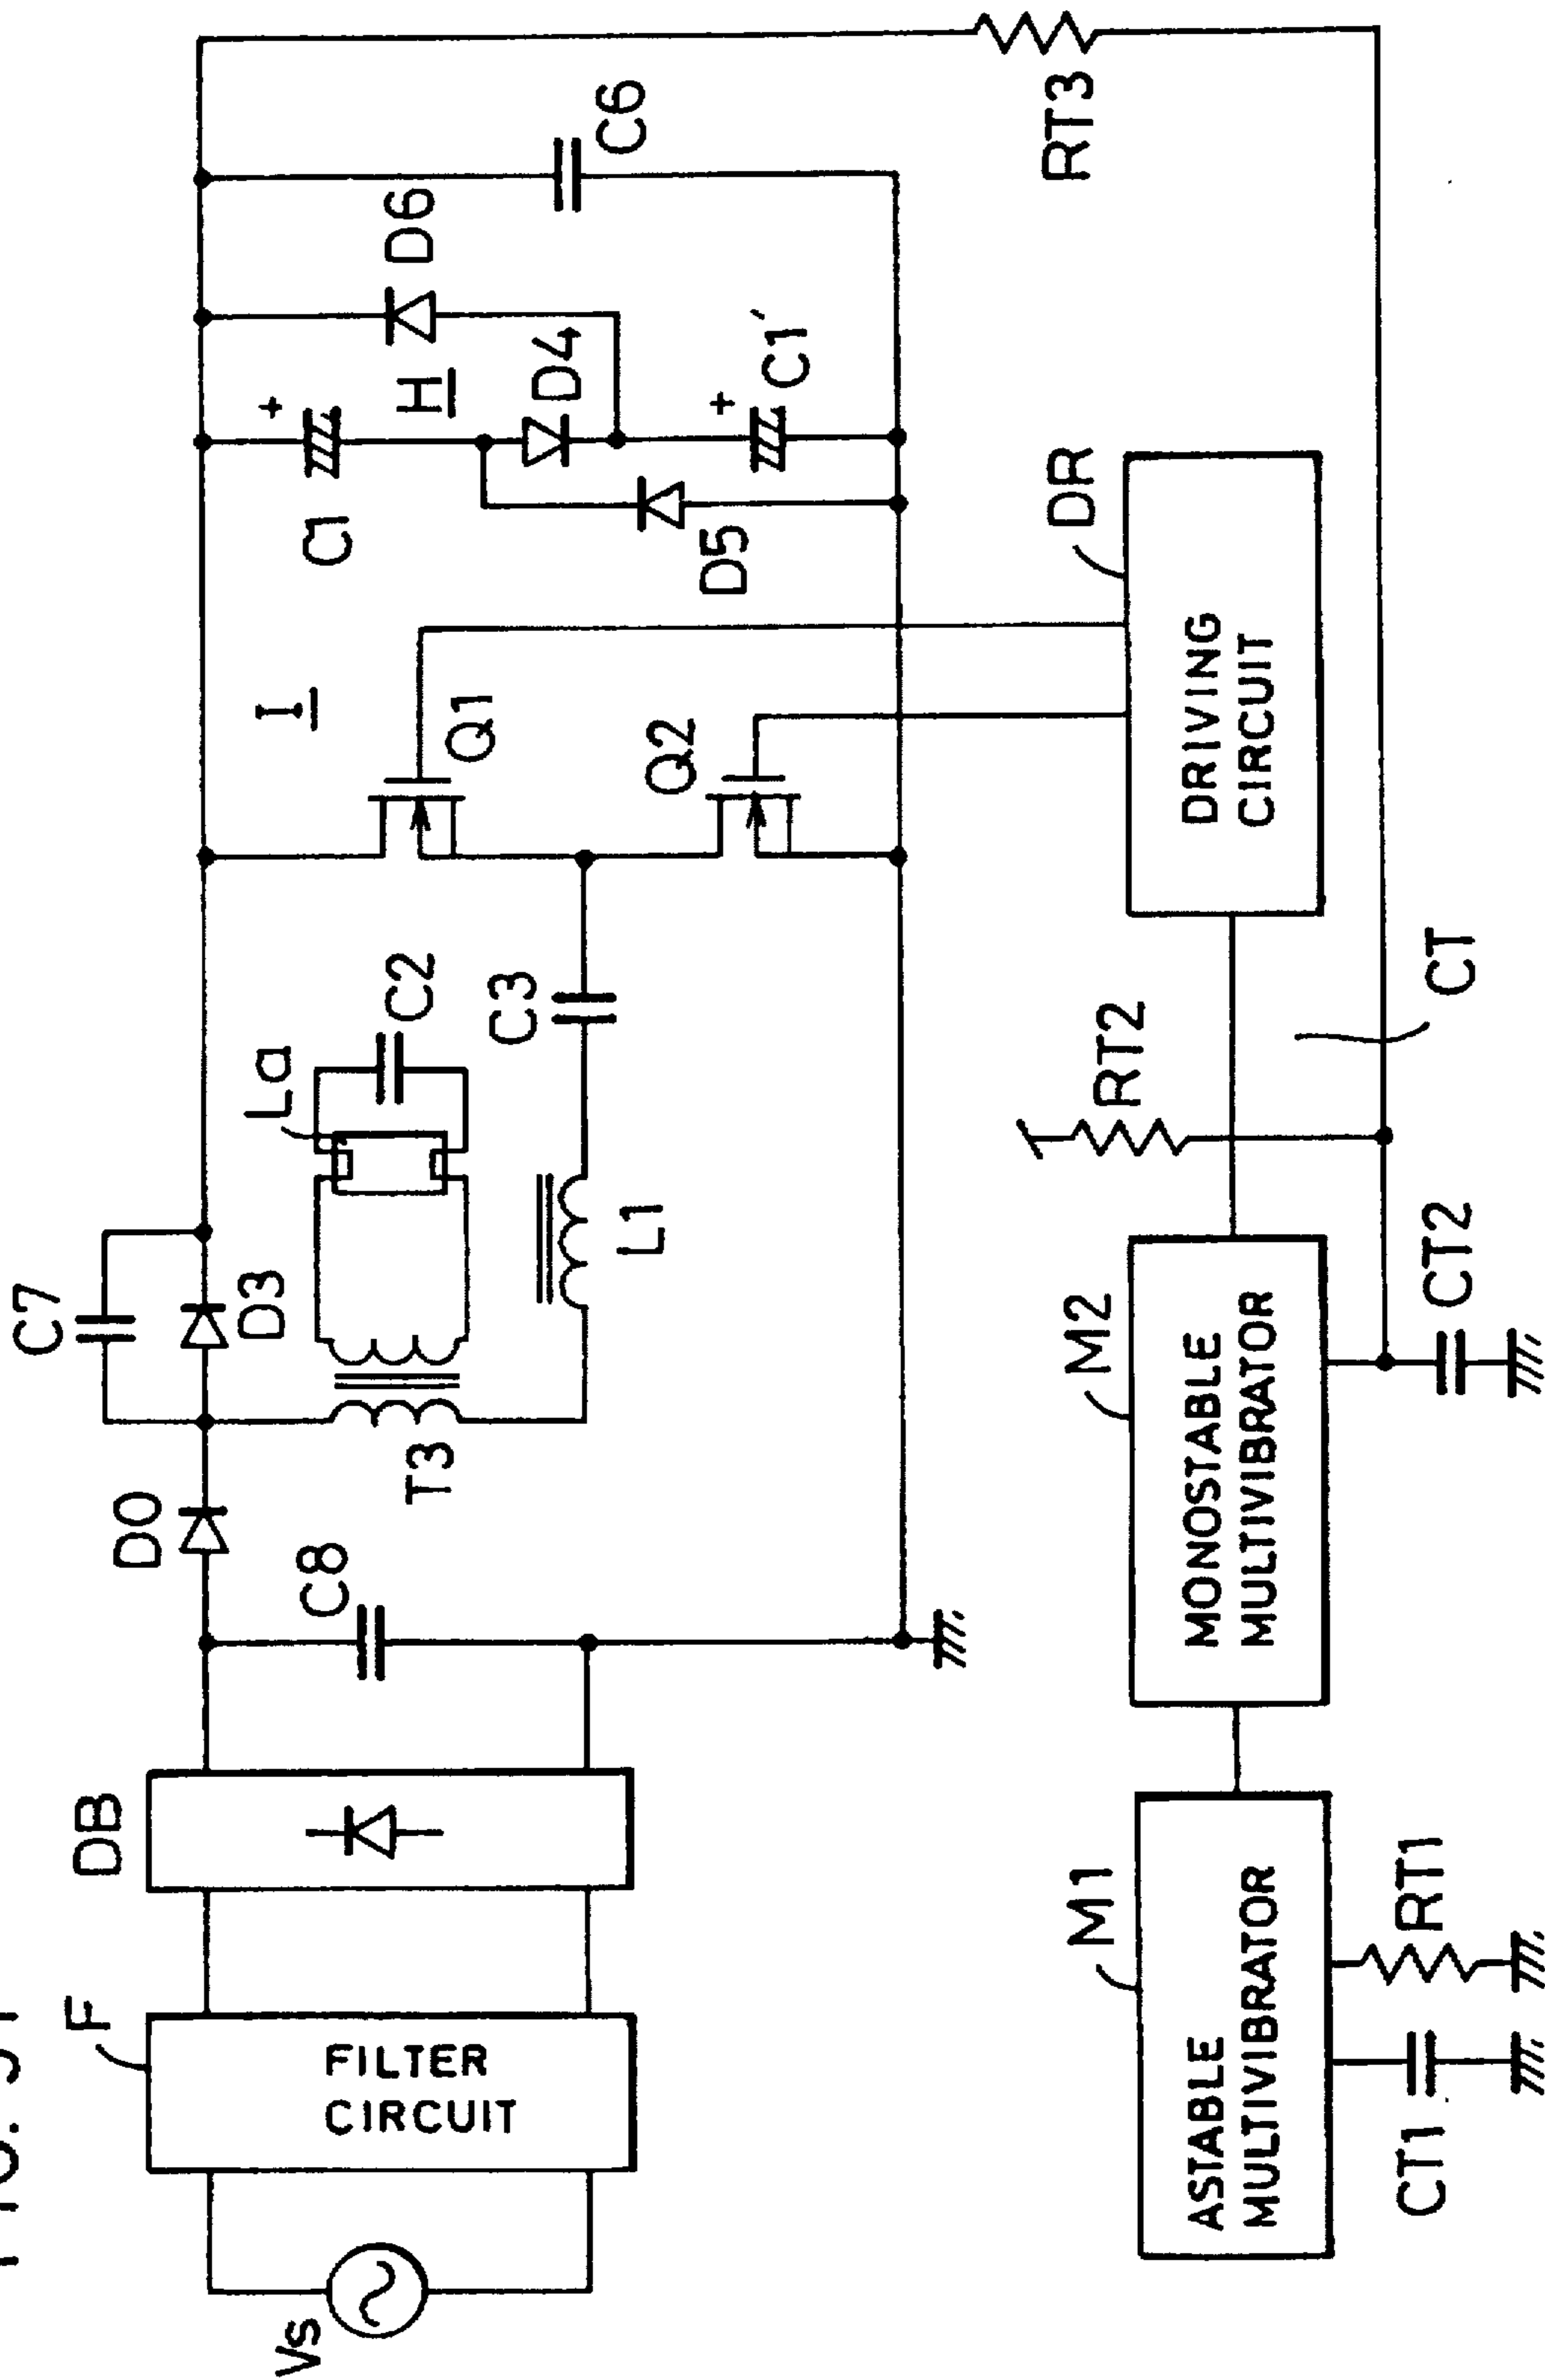 F
FILTER
CIRCUIT
Vs
DB
D0
C8
C7
D3
T3
La
C2
L1
C3
I
Q1
Q2
C1
+
H
D4
D5
D6
+
C1´
C6
M1
ASTABLE
MULTIVIBRATOR
CT1
RT1
M2
MONOSTABLE
MULTIVIBRATOR
CT2
RT2
CT
DR
DRIVING
CIRCUIT
RT3